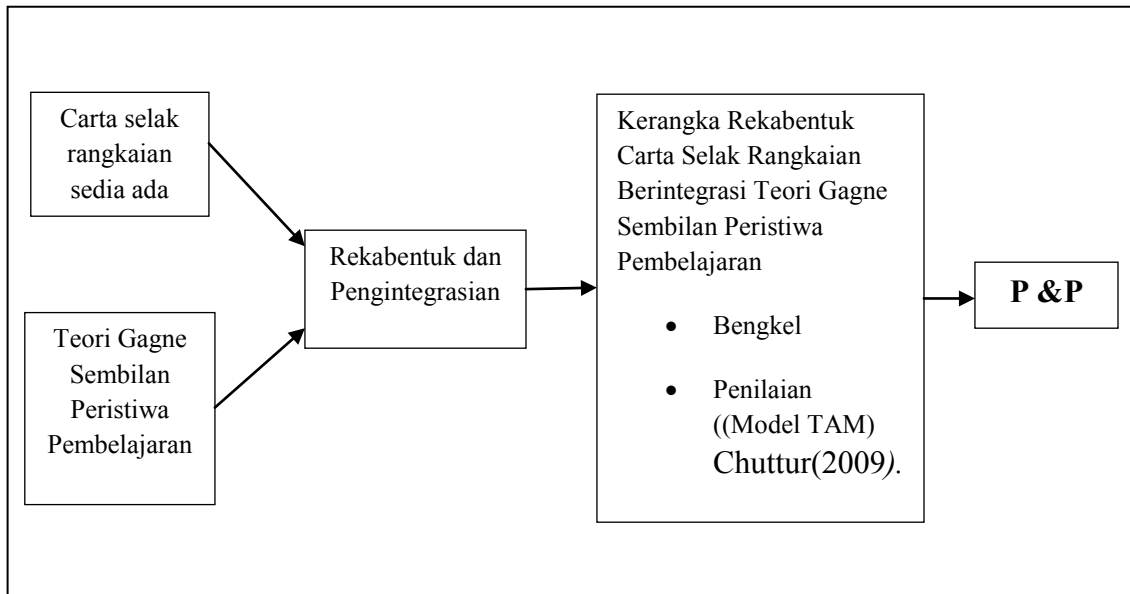 Carta selak
rangkaian
sedia ada
Teori Gagne
Sembilan
Peristiwa
Pembelajaran
Rekabentuk dan
Pengintegrasian
Kerangka Rekabentuk
Carta Selak Rangkaian
Berintegrasi Teori Gagne
Sembilan Peristiwa
Pembelajaran
• Bengkel
• Penilaian
((Model TAM)
Chuttur(2009).
P &P